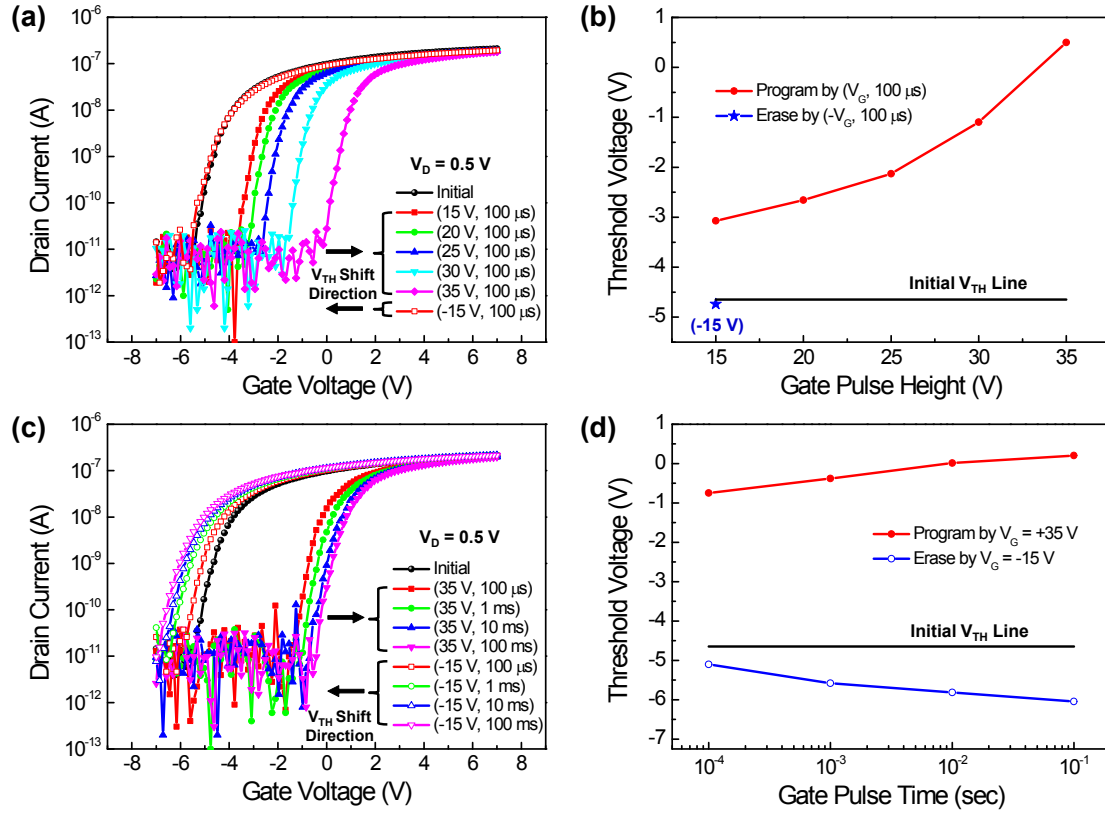 (a)
10⁻⁶
10⁻⁷
10⁻⁸
10⁻⁹
10⁻¹⁰
10⁻¹¹
10⁻¹²
10⁻¹³
Drain Current (A)
V_D = 0.5 V
Initial
(15 V, 100 μs)
(20 V, 100 μs)
(25 V, 100 μs)
(30 V, 100 μs)
(35 V, 100 μs)
(-15 V, 100 μs)
V_TH Shift
Direction
-8 -6 -4 -2 0 2 4 6 8
Gate Voltage (V)
(b)
1
0
-1
-2
-3
-4
-5
Threshold Voltage (V)
Program by (V_G, 100 μs)
Erase by (-V_G, 100 μs)
Initial V_TH Line
(-15 V)
15 20 25 30 35
Gate Pulse Height (V)
(c)
10⁻⁶
10⁻⁷
10⁻⁸
10⁻⁹
10⁻¹⁰
10⁻¹¹
10⁻¹²
10⁻¹³
Drain Current (A)
V_D = 0.5 V
Initial
(35 V, 100 μs)
(35 V, 1 ms)
(35 V, 10 ms)
(35 V, 100 ms)
(-15 V, 100 μs)
(-15 V, 1 ms)
(-15 V, 10 ms)
(-15 V, 100 ms)
V_TH Shift
Direction
-8 -6 -4 -2 0 2 4 6 8
Gate Voltage (V)
(d)
1
0
-1
-2
-3
-4
-5
-6
-7
Threshold Voltage (V)
Program by V_G = +35 V
Erase by V_G = -15 V
Initial V_TH Line
10⁻⁴ 10⁻³ 10⁻² 10⁻¹
Gate Pulse Time (sec)